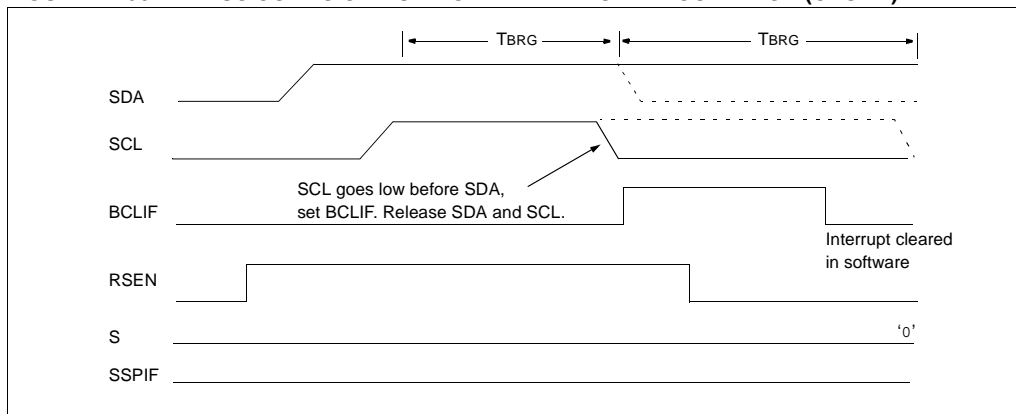 TBRG TBRG
SDA
SCL
SCL goes low before SDA,
set BCLIF. Release SDA and SCL.
BCLIF
Interrupt cleared
in software
RSEN
S '0'
SSPIF